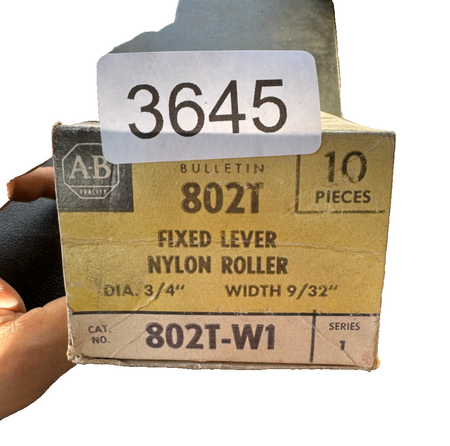 3645
AB
QUALITY
BULLETIN
802T
10
PIECES
FIXED LEVER
NYLON ROLLER
DIA. 3/4" WIDTH 9/32"
CAT.
NO.
802T-W1
SERIES
1